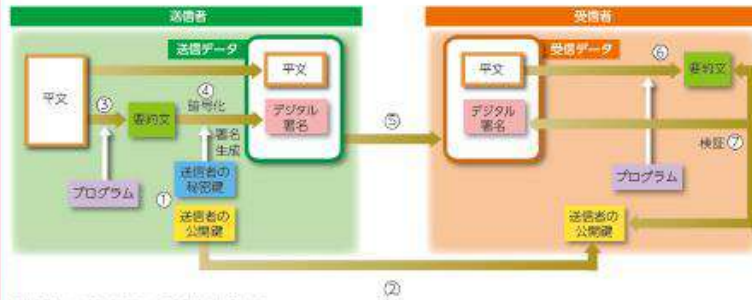 送信者
受信者
送信データ
受信データ
平文
平文
平文
要約文
要約文
③
④
暗号化
⑤
⑥
デジタル
署名
デジタル
署名
署名
生成
検証⑦
プログラム
プログラム
①
送信者の
秘密鍵
送信者の
公開鍵
送信者の
公開鍵
②